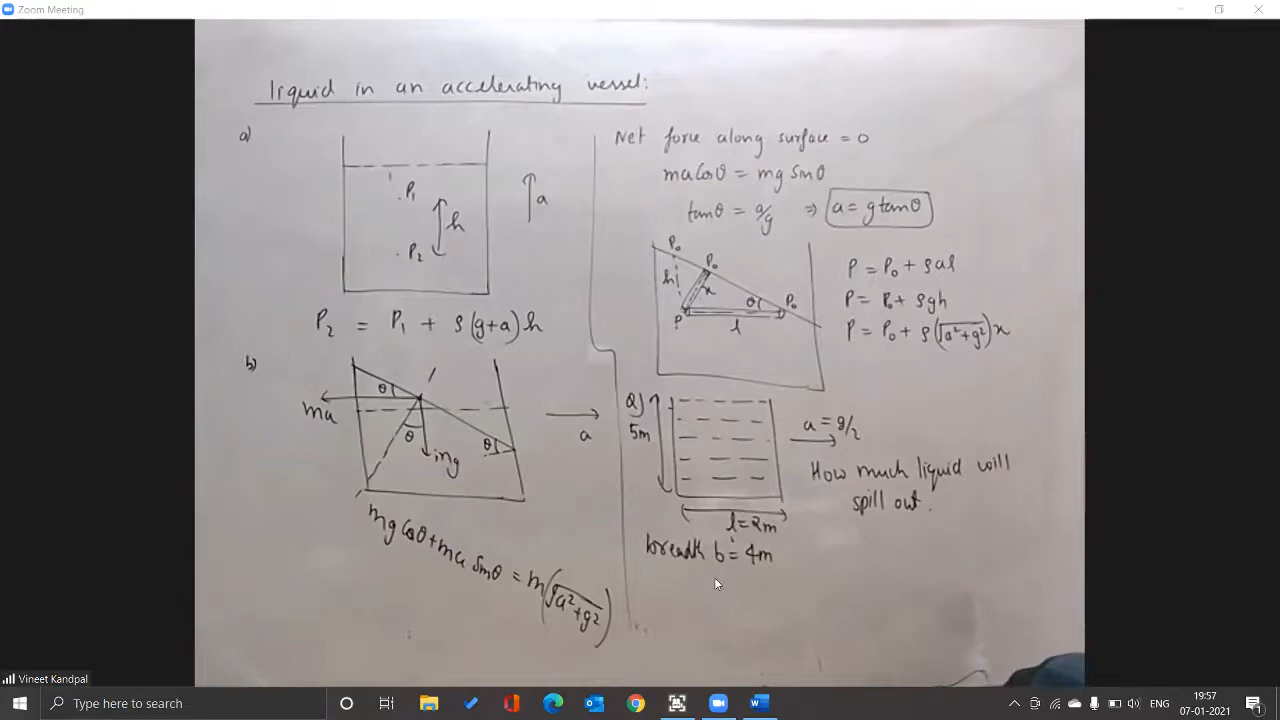 Zoom Meeting
liquid in an accelerating vessel:
a)
P1
h
P2
a
P2 = P1 + ρ(g+a)h
b)
θ
ma
θ
mg
θ
a
mg cosθ + ma sinθ = m(√a²+g²)
Net force along surface = 0
ma cosθ = mg sinθ
tanθ = a/g ⇒ a = g tanθ
P0
P0
h
x
θ
P0
P
l
P = P0 + ρal
P = P0 + ρgh
P = P0 + ρ(√a²+g²)x
Q)
5m
a = g/2
How much liquid will
spill out.
l = 2m
breadth b = 4m
Vineet Kandpal
Type here to search
ENG
19:57
07-01-2021
1